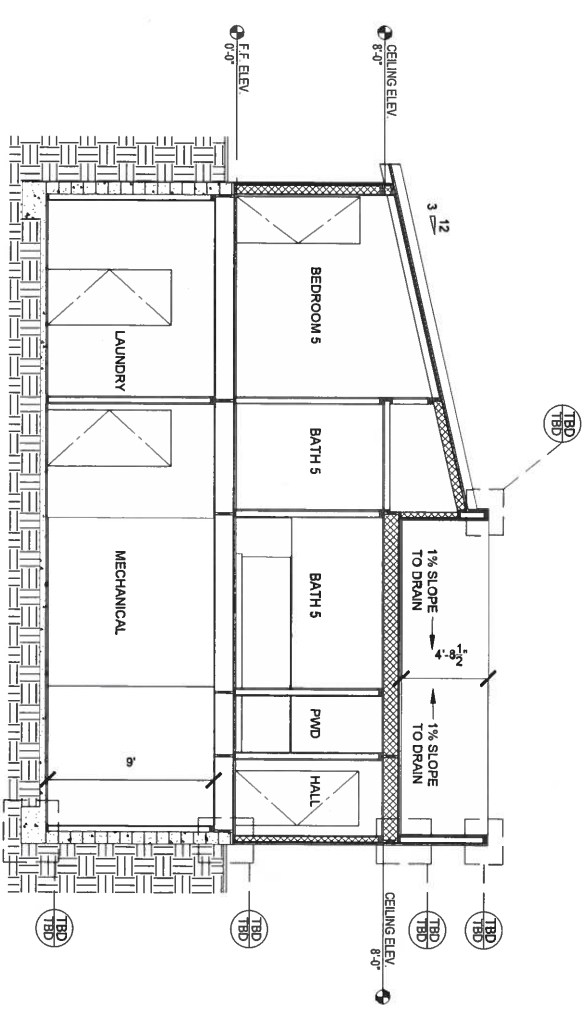 CEILING ELEV.
8'-0"
F.F. ELEV.
0'-0"
12
3
TBD
TBD
1% SLOPE
TO DRAIN
1% SLOPE
TO DRAIN
4'-8 1/2"
BEDROOM 5
BATH 5
BATH 5
PWD
HALL
LAUNDRY
MECHANICAL
9'
CEILING ELEV.
8'-0"
TBD
TBD
TBD
TBD
TBD
TBD
TBD
TBD